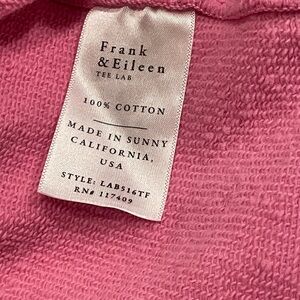 Frank
&Eileen
TEE LAB
100% COTTON
MADE IN SUNNY
CALIFORNIA,
USA
STYLE: LAB516TF
RN# 117409